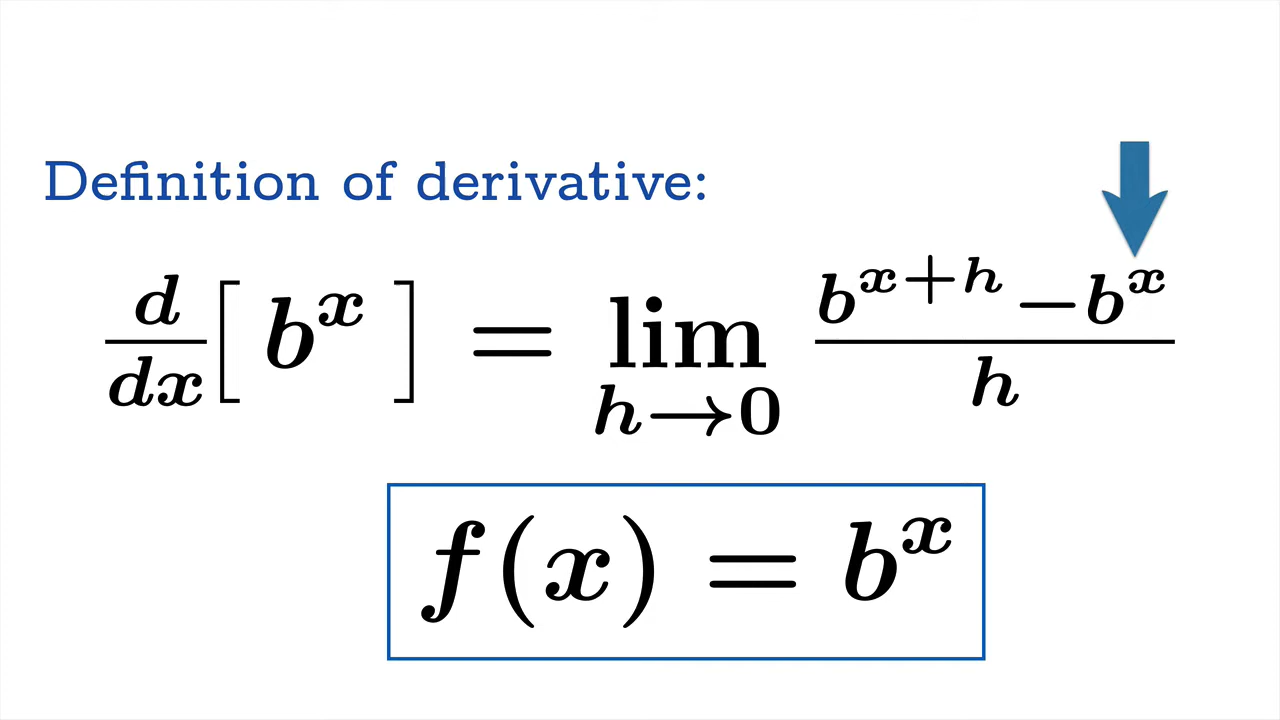 Definition of derivative:
d/dx [ b^x ] = lim_{h→0} (b^{x+h} − b^x)/h
f(x) = b^x